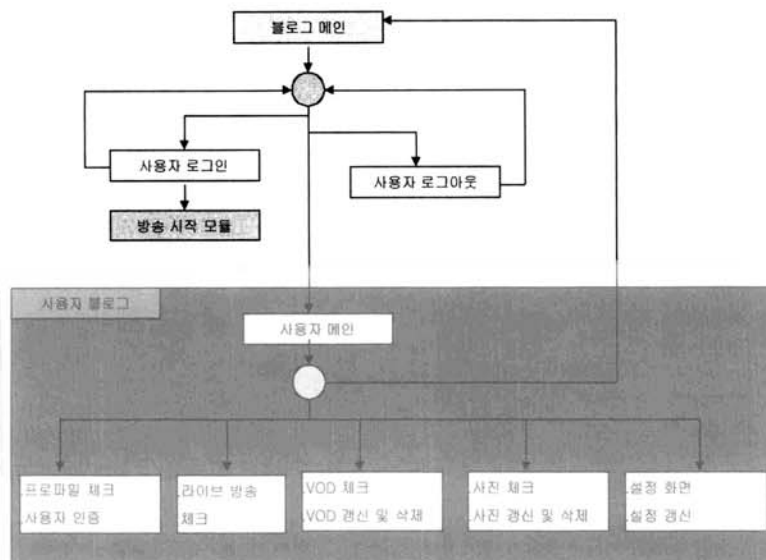 블로그 메인
사용자 로그인
사용자 로그아웃
방송 시작 모듈
사용자 블로그
사용자 메인
.프로파일 체크
.사용자 인증
.라이브 방송
체크
.VOD 체크
.VOD 갱신 및 삭제
.사진 체크
.사진 갱신 및 삭제
.설정 화면
.설정 갱신